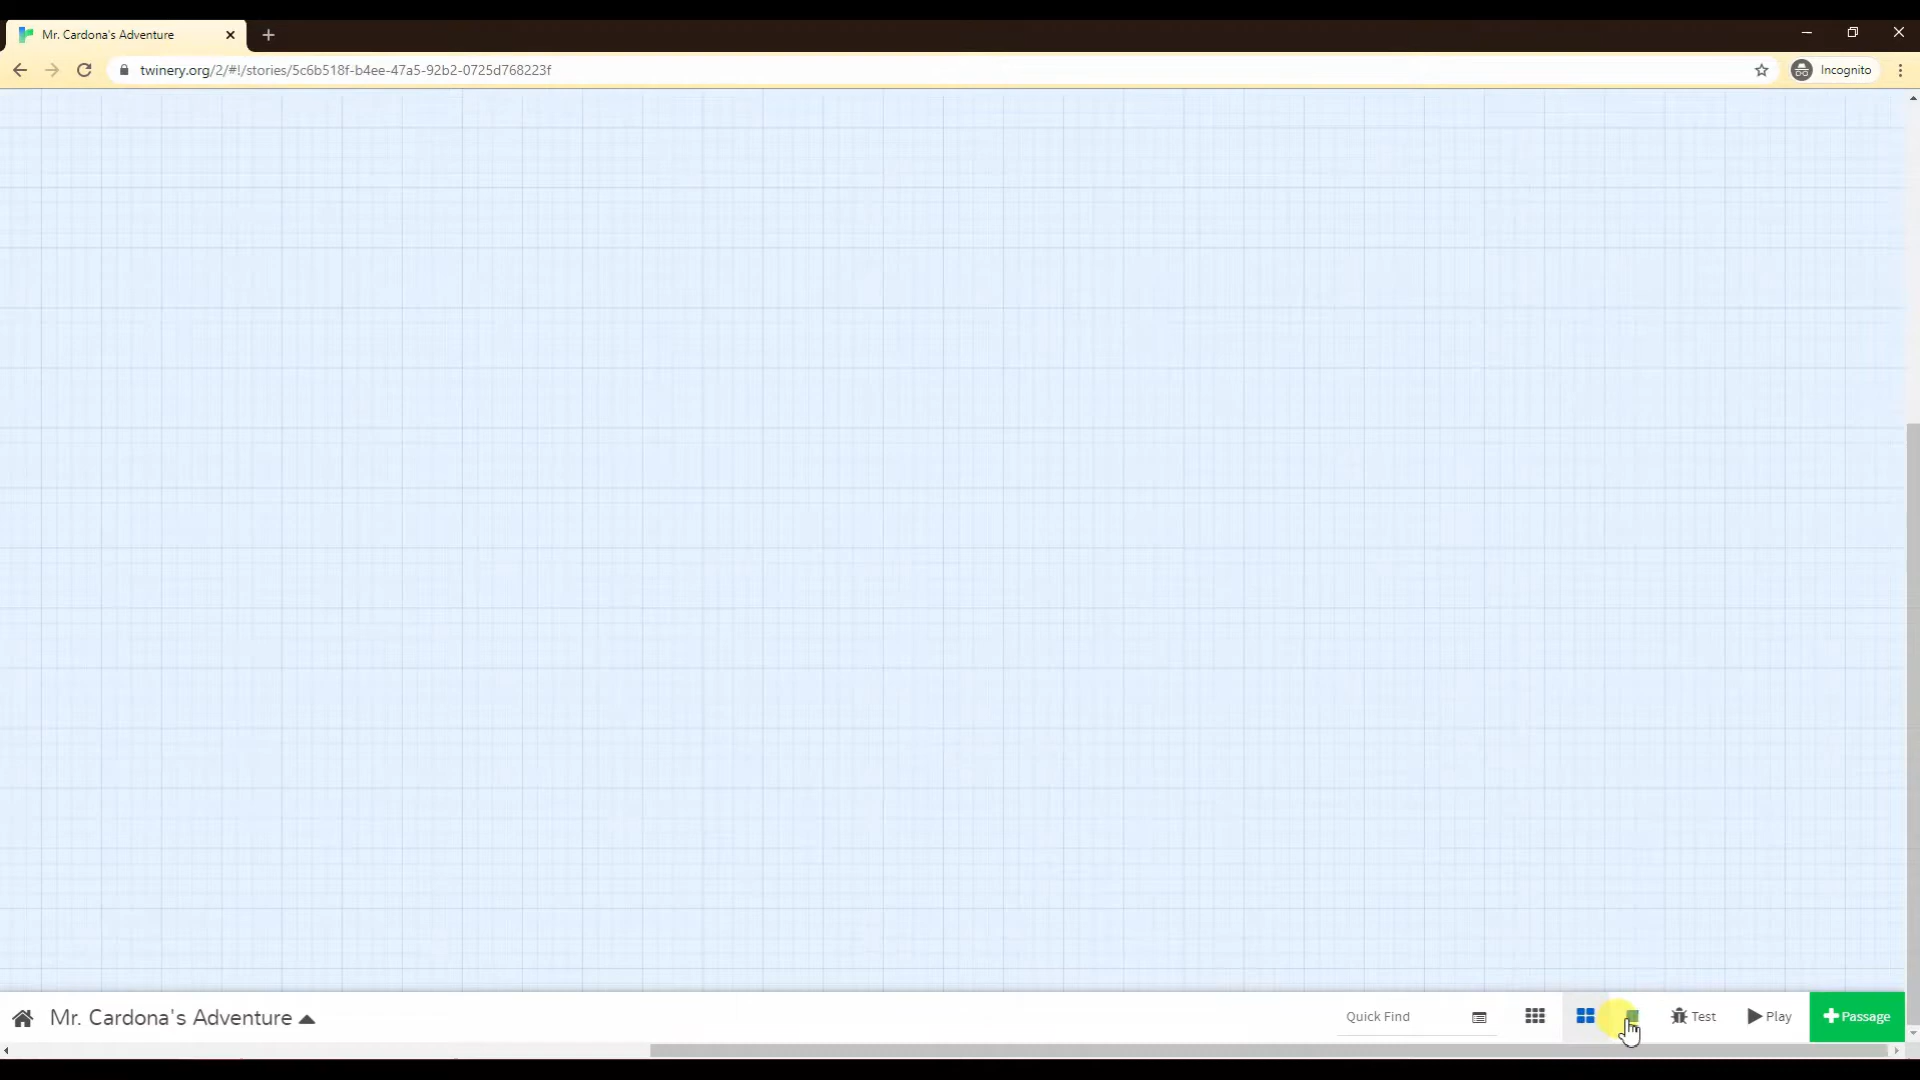 Mr. Cardona's Adventure
twinery.org/2/#!/stories/5c6b518f-b4ee-47a5-92b2-0725d768223f
Incognito
Mr. Cardona's Adventure
Quick Find
Test
Play
Passage